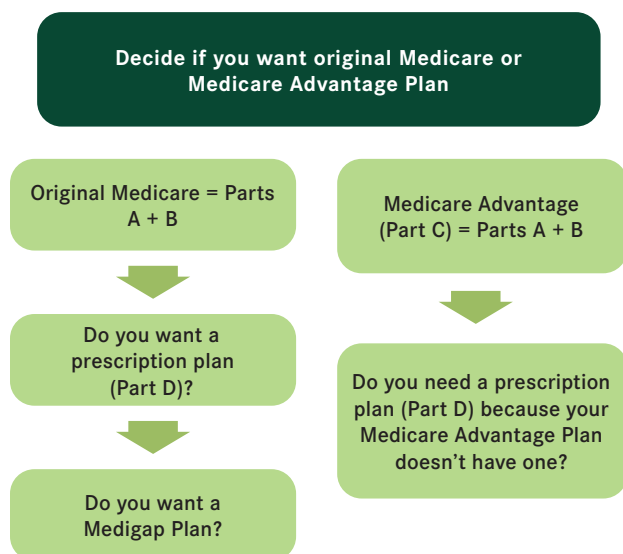 Decide if you want original Medicare or
Medicare Advantage Plan
Original Medicare = Parts
A + B
Do you want a
prescription plan
(Part D)?
Do you want a
Medigap Plan?
Medicare Advantage
(Part C) = Parts A + B
Do you need a prescription
plan (Part D) because your
Medicare Advantage Plan
doesn’t have one?